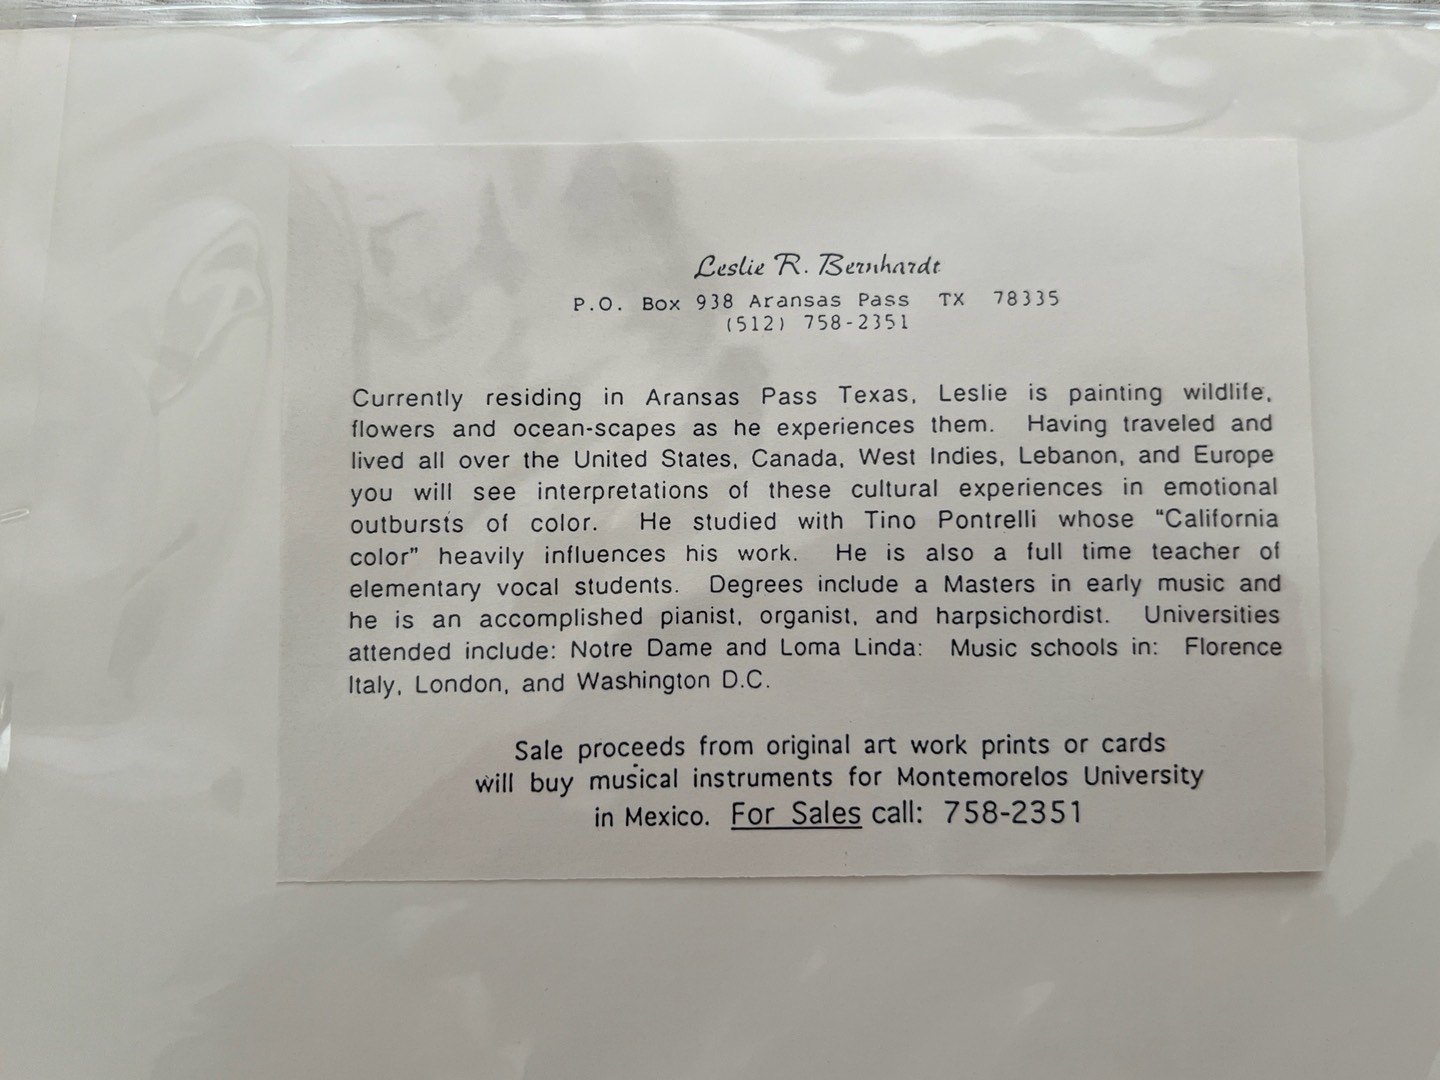 Leslie R. Bernhardt
P.O. Box 938 Aransas Pass TX 78335
(512) 758-2351
Currently residing in Aransas Pass Texas, Leslie is painting wildlife,
flowers and ocean-scapes as he experiences them. Having traveled and
lived all over the United States, Canada, West Indies, Lebanon, and Europe
you will see interpretations of these cultural experiences in emotional
outbursts of color. He studied with Tino Pontrelli whose “California
color” heavily influences his work. He is also a full time teacher of
elementary vocal students. Degrees include a Masters in early music and
he is an accomplished pianist, organist, and harpsichordist. Universities
attended include: Notre Dame and Loma Linda: Music schools in: Florence
Italy, London, and Washington D.C.
Sale proceeds from original art work prints or cards
will buy musical instruments for Montemorelos University
in Mexico. For Sales call: 758-2351